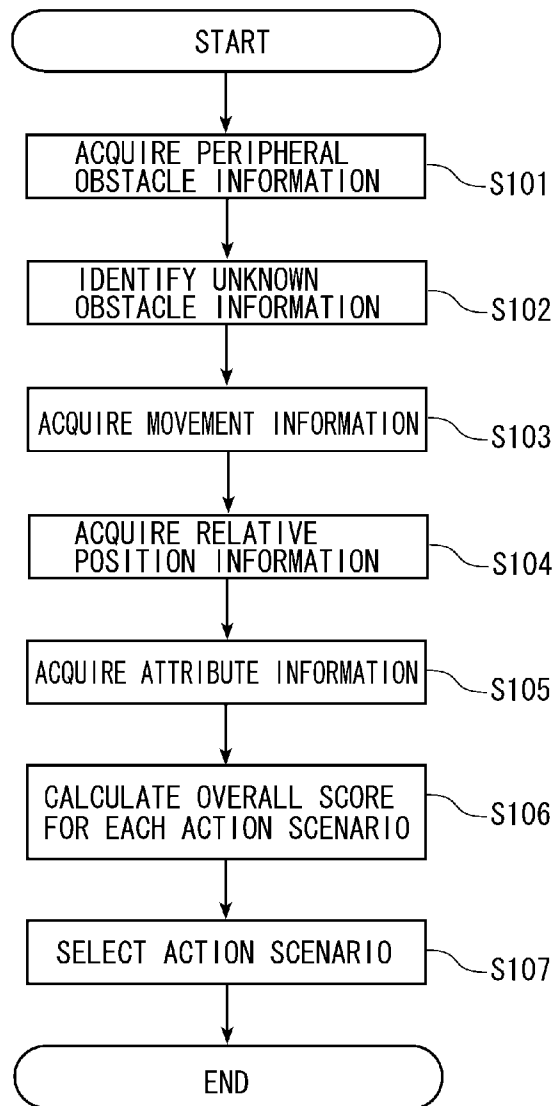 START
ACQUIRE PERIPHERAL
OBSTACLE INFORMATION
S101
IDENTIFY UNKNOWN
OBSTACLE INFORMATION
S102
ACQUIRE MOVEMENT INFORMATION
S103
ACQUIRE RELATIVE
POSITION INFORMATION
S104
ACQUIRE ATTRIBUTE INFORMATION
S105
CALCULATE OVERALL SCORE
FOR EACH ACTION SCENARIO
S106
SELECT ACTION SCENARIO
S107
END